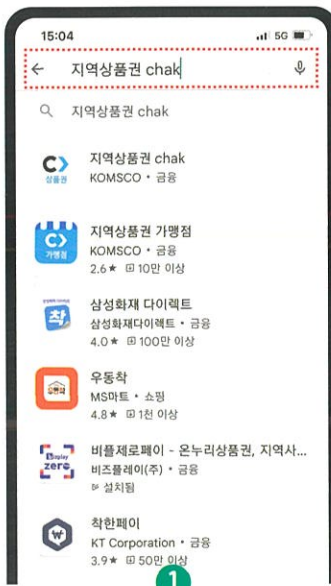 15:04
5G
지역상품권 chak
지역상품권 chak
상품권
지역상품권 chak
KOMSCO • 금융
가맹점
지역상품권 가맹점
KOMSCO • 금융
2.6★ 10만 이상
착
삼성화재 다이렉트
삼성화재다이렉트 • 금융
4.0★ 100만 이상
우동착
우동착
MS마트 • 쇼핑
4.8★ 1천 이상
Bizplay
zero
비플제로페이 - 온누리상품권, 지역사...
비즈플레이(주) • 금융
설치됨
착한페이
KT Corporation • 금융
3.9★ 50만 이상
1